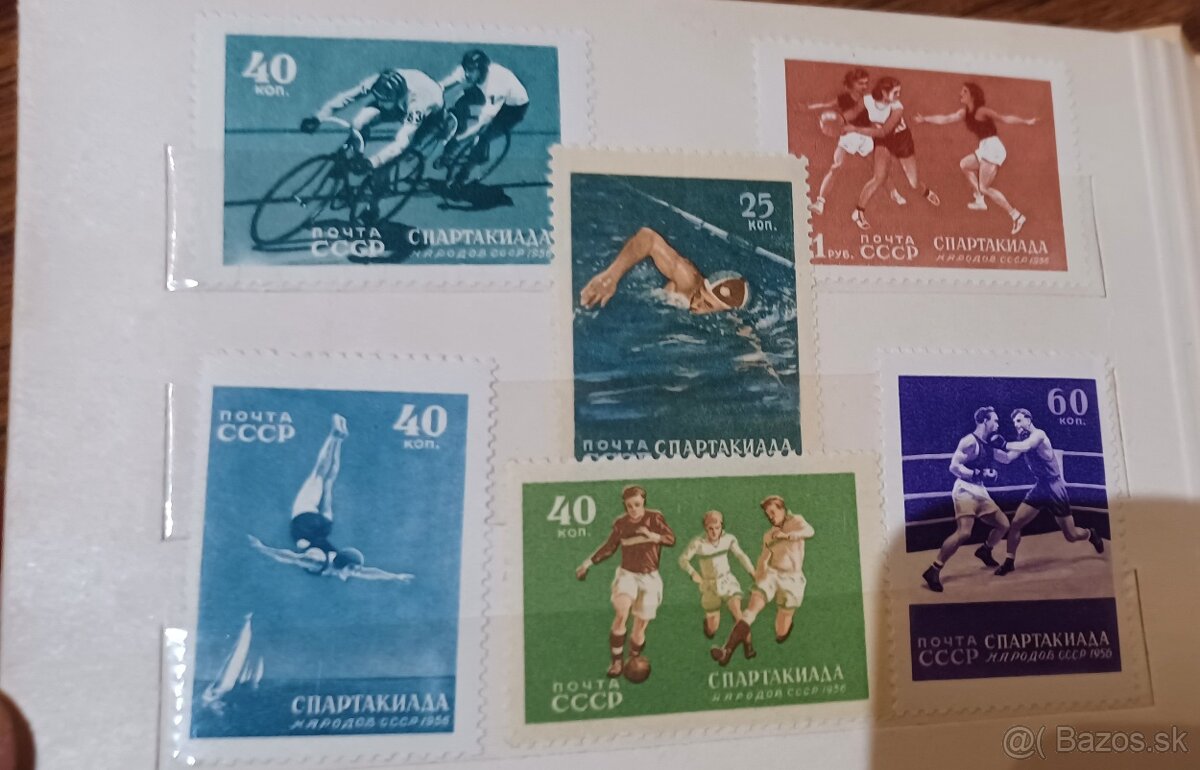 40
КОП.
ПОЧТА
СССР
СПАРТАКИАДА
НАРОДОВ СССР 1956
1 РУБ.
ПОЧТА
СССР
СПАРТАКИАДА
НАРОДОВ СССР 1956
25
КОП.
ПОЧТА
СПАРТАКИАДА
ПОЧТА
СССР
40
КОП.
СПАРТАКИАДА
НАРОДОВ СССР 1956
40
КОП.
ПОЧТА
СССР
СПАРТАКИАДА
НАРОДОВ СССР 1956
60
КОП.
ПОЧТА
СССР
СПАРТАКИАДА
НАРОДОВ СССР 1956
@( Bazos.sk